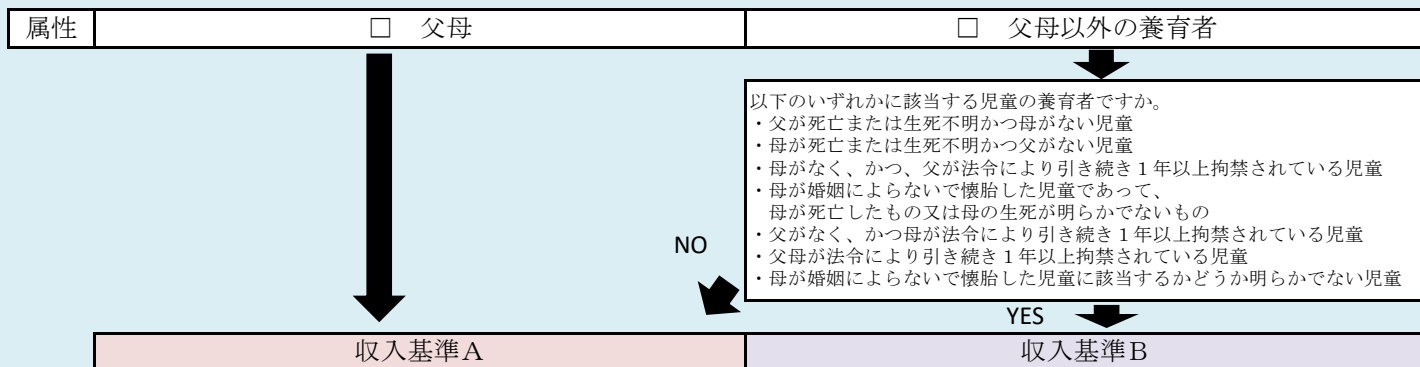 属性
□ 父母
□ 父母以外の養育者
以下のいずれかに該当する児童の養育者ですか。
・父が死亡または生死不明かつ母がない児童
・母が死亡または生死不明かつ父がない児童
・母がなく、かつ、父が法令により引き続き１年以上拘禁されている児童
・母が婚姻によらないで懐胎した児童であって、
母が死亡したもの又は母の生死が明らかでないもの
・父がなく、かつ母が法令により引き続き１年以上拘禁されている児童
・父母が法令により引き続き１年以上拘禁されている児童
・母が婚姻によらないで懐胎した児童に該当するかどうか明らかでない児童
NO
YES
収入基準Ａ
収入基準Ｂ